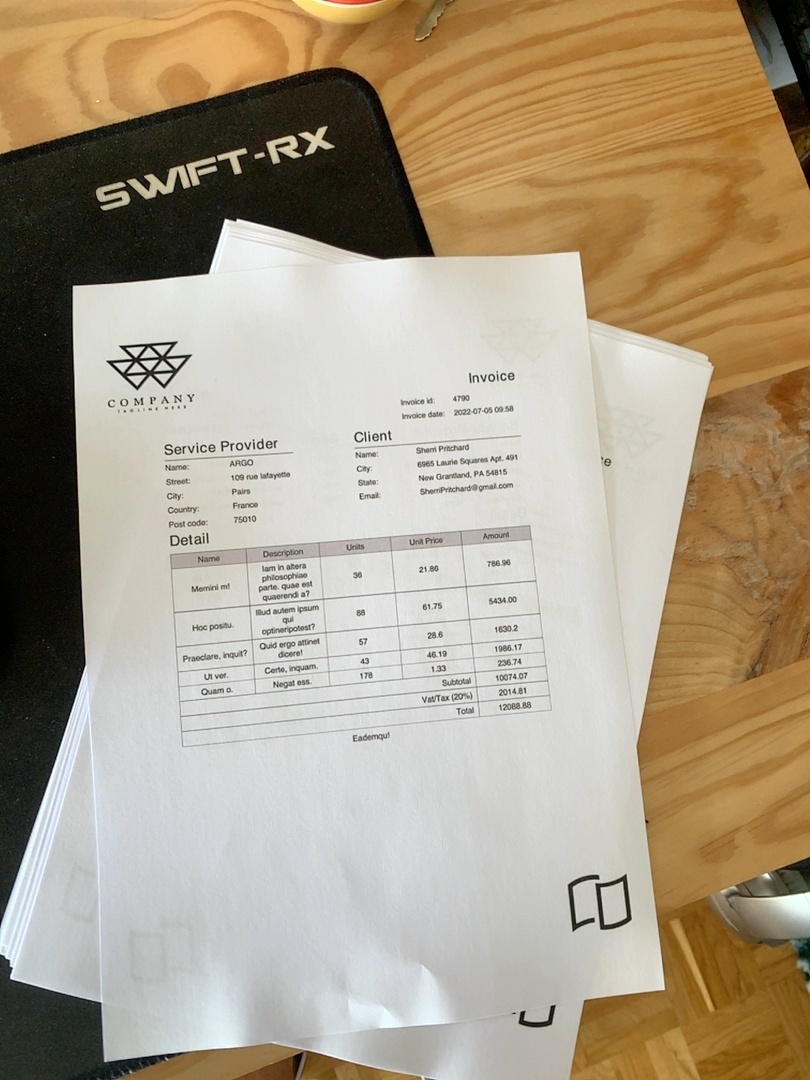 SWIFT-RX
COMPANY
TAGLINE HERE
Invoice
Invoice id: 4790
Invoice date: 2022-07-05 09:58
Service Provider
Name: ARGO
Street: 109 rue lafayette
City: Pairs
Country: France
Post code: 75010
Client
Name: Sherri Pritchard
City: 6965 Laurie Squares Apt. 491
State: New Grantland, PA 54815
Email: SherriPritchard@gmail.com
Detail
Name Description Units Unit Price Amount
Memini m! Iam in altera philosophiae parte. quae est quaerendi a? 36 21.86 786.96
Hoc positu. Illud autem ipsum qui optineripotest? 88 61.75 5434.00
Praeclare, inquit? Quid ergo attinet dicere! 57 28.6 1630.2
Ut ver. Certe, inquam. 43 46.19 1986.17
Quam o. Negat ess. 178 1.33 236.74
Subtotal 10074.07
Vat/Tax (20%) 2014.81
Total 12088.88
Eademqu!